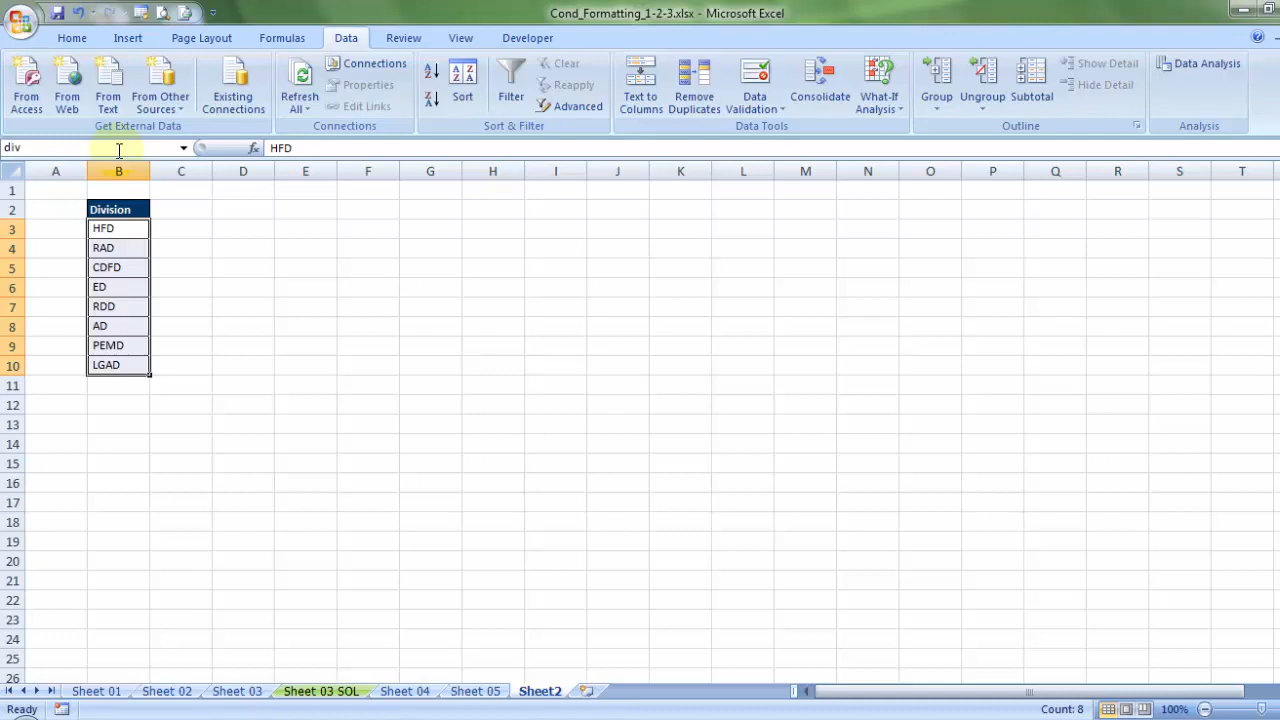 Cond_Formatting_1-2-3.xlsx - Microsoft Excel
Home Insert Page Layout Formulas Data Review View Developer
From Access
From Web
From Text
From Other Sources
Existing Connections
Get External Data
Refresh All
Connections
Properties
Edit Links
Connections
Sort
Filter
Clear
Reapply
Advanced
Sort & Filter
Text to Columns
Remove Duplicates
Data Validation
Consolidate
What-If Analysis
Data Tools
Group
Ungroup
Subtotal
Show Detail
Hide Detail
Outline
Data Analysis
Analysis
div fx HFD
A B C D E F G H I J K L M N O P Q R S T
1
2 Division
3 HFD
4 RAD
5 CDFD
6 ED
7 RDD
8 AD
9 PEMD
10 LGAD
11
12
13
14
15
16
17
18
19
20
21
22
23
24
25
26
Sheet 01 Sheet 02 Sheet 03 Sheet 03 SOL Sheet 04 Sheet 05 Sheet2
Ready Count: 8 100%